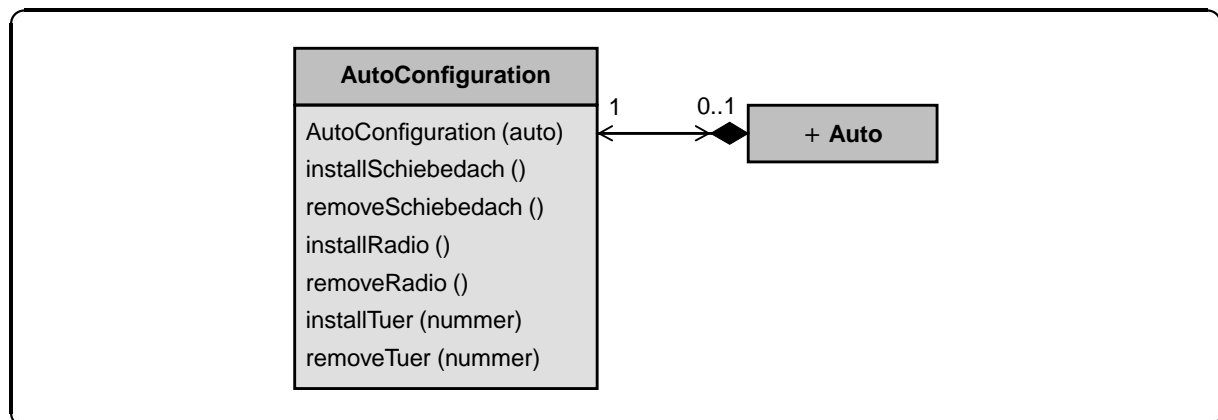 AutoConfiguration
AutoConfiguration (auto)
installSchiebedach ()
removeSchiebedach ()
installRadio ()
removeRadio ()
installTuer (nummer)
removeTuer (nummer)
1
0..1
+ Auto